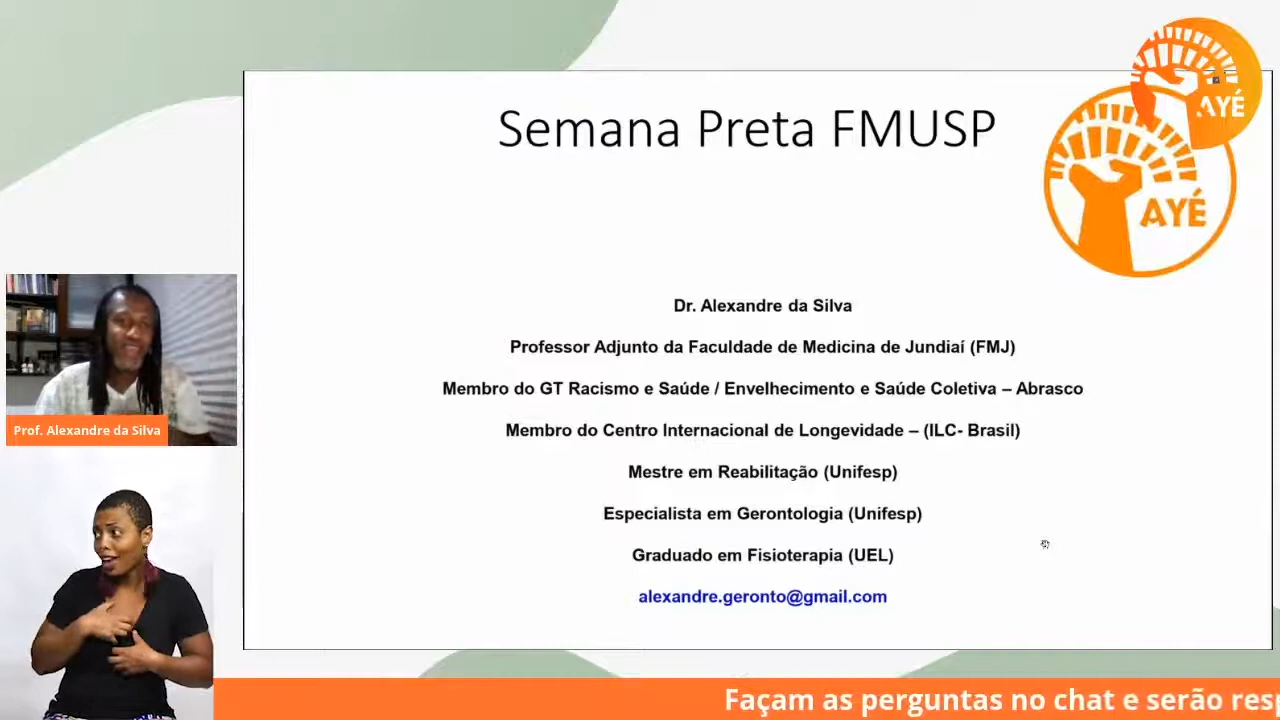 Semana Preta FMUSP
AYÉ
AYÉ
Dr. Alexandre da Silva
Professor Adjunto da Faculdade de Medicina de Jundiaí (FMJ)
Membro do GT Racismo e Saúde / Envelhecimento e Saúde Coletiva – Abrasco
Membro do Centro Internacional de Longevidade – (ILC- Brasil)
Mestre em Reabilitação (Unifesp)
Especialista em Gerontologia (Unifesp)
Graduado em Fisioterapia (UEL)
alexandre.geronto@gmail.com
Prof. Alexandre da Silva
Façam as perguntas no chat e serão resp